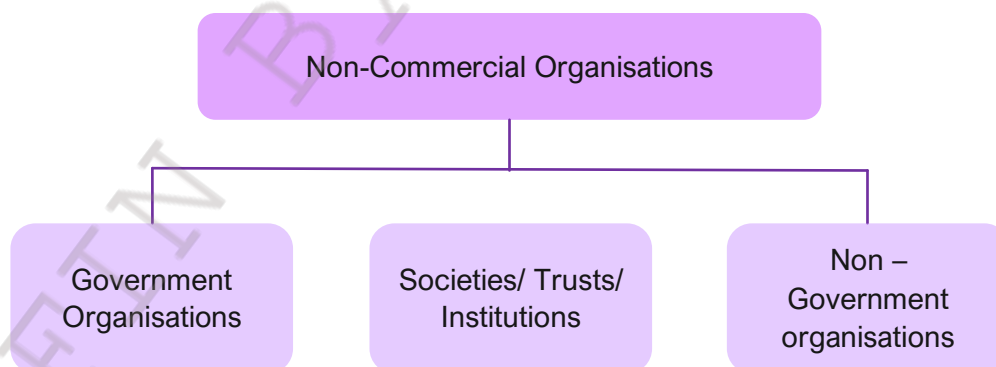 Non-Commercial Organisations
Government
Organisations
Societies/ Trusts/
Institutions
Non –
Government
organisations